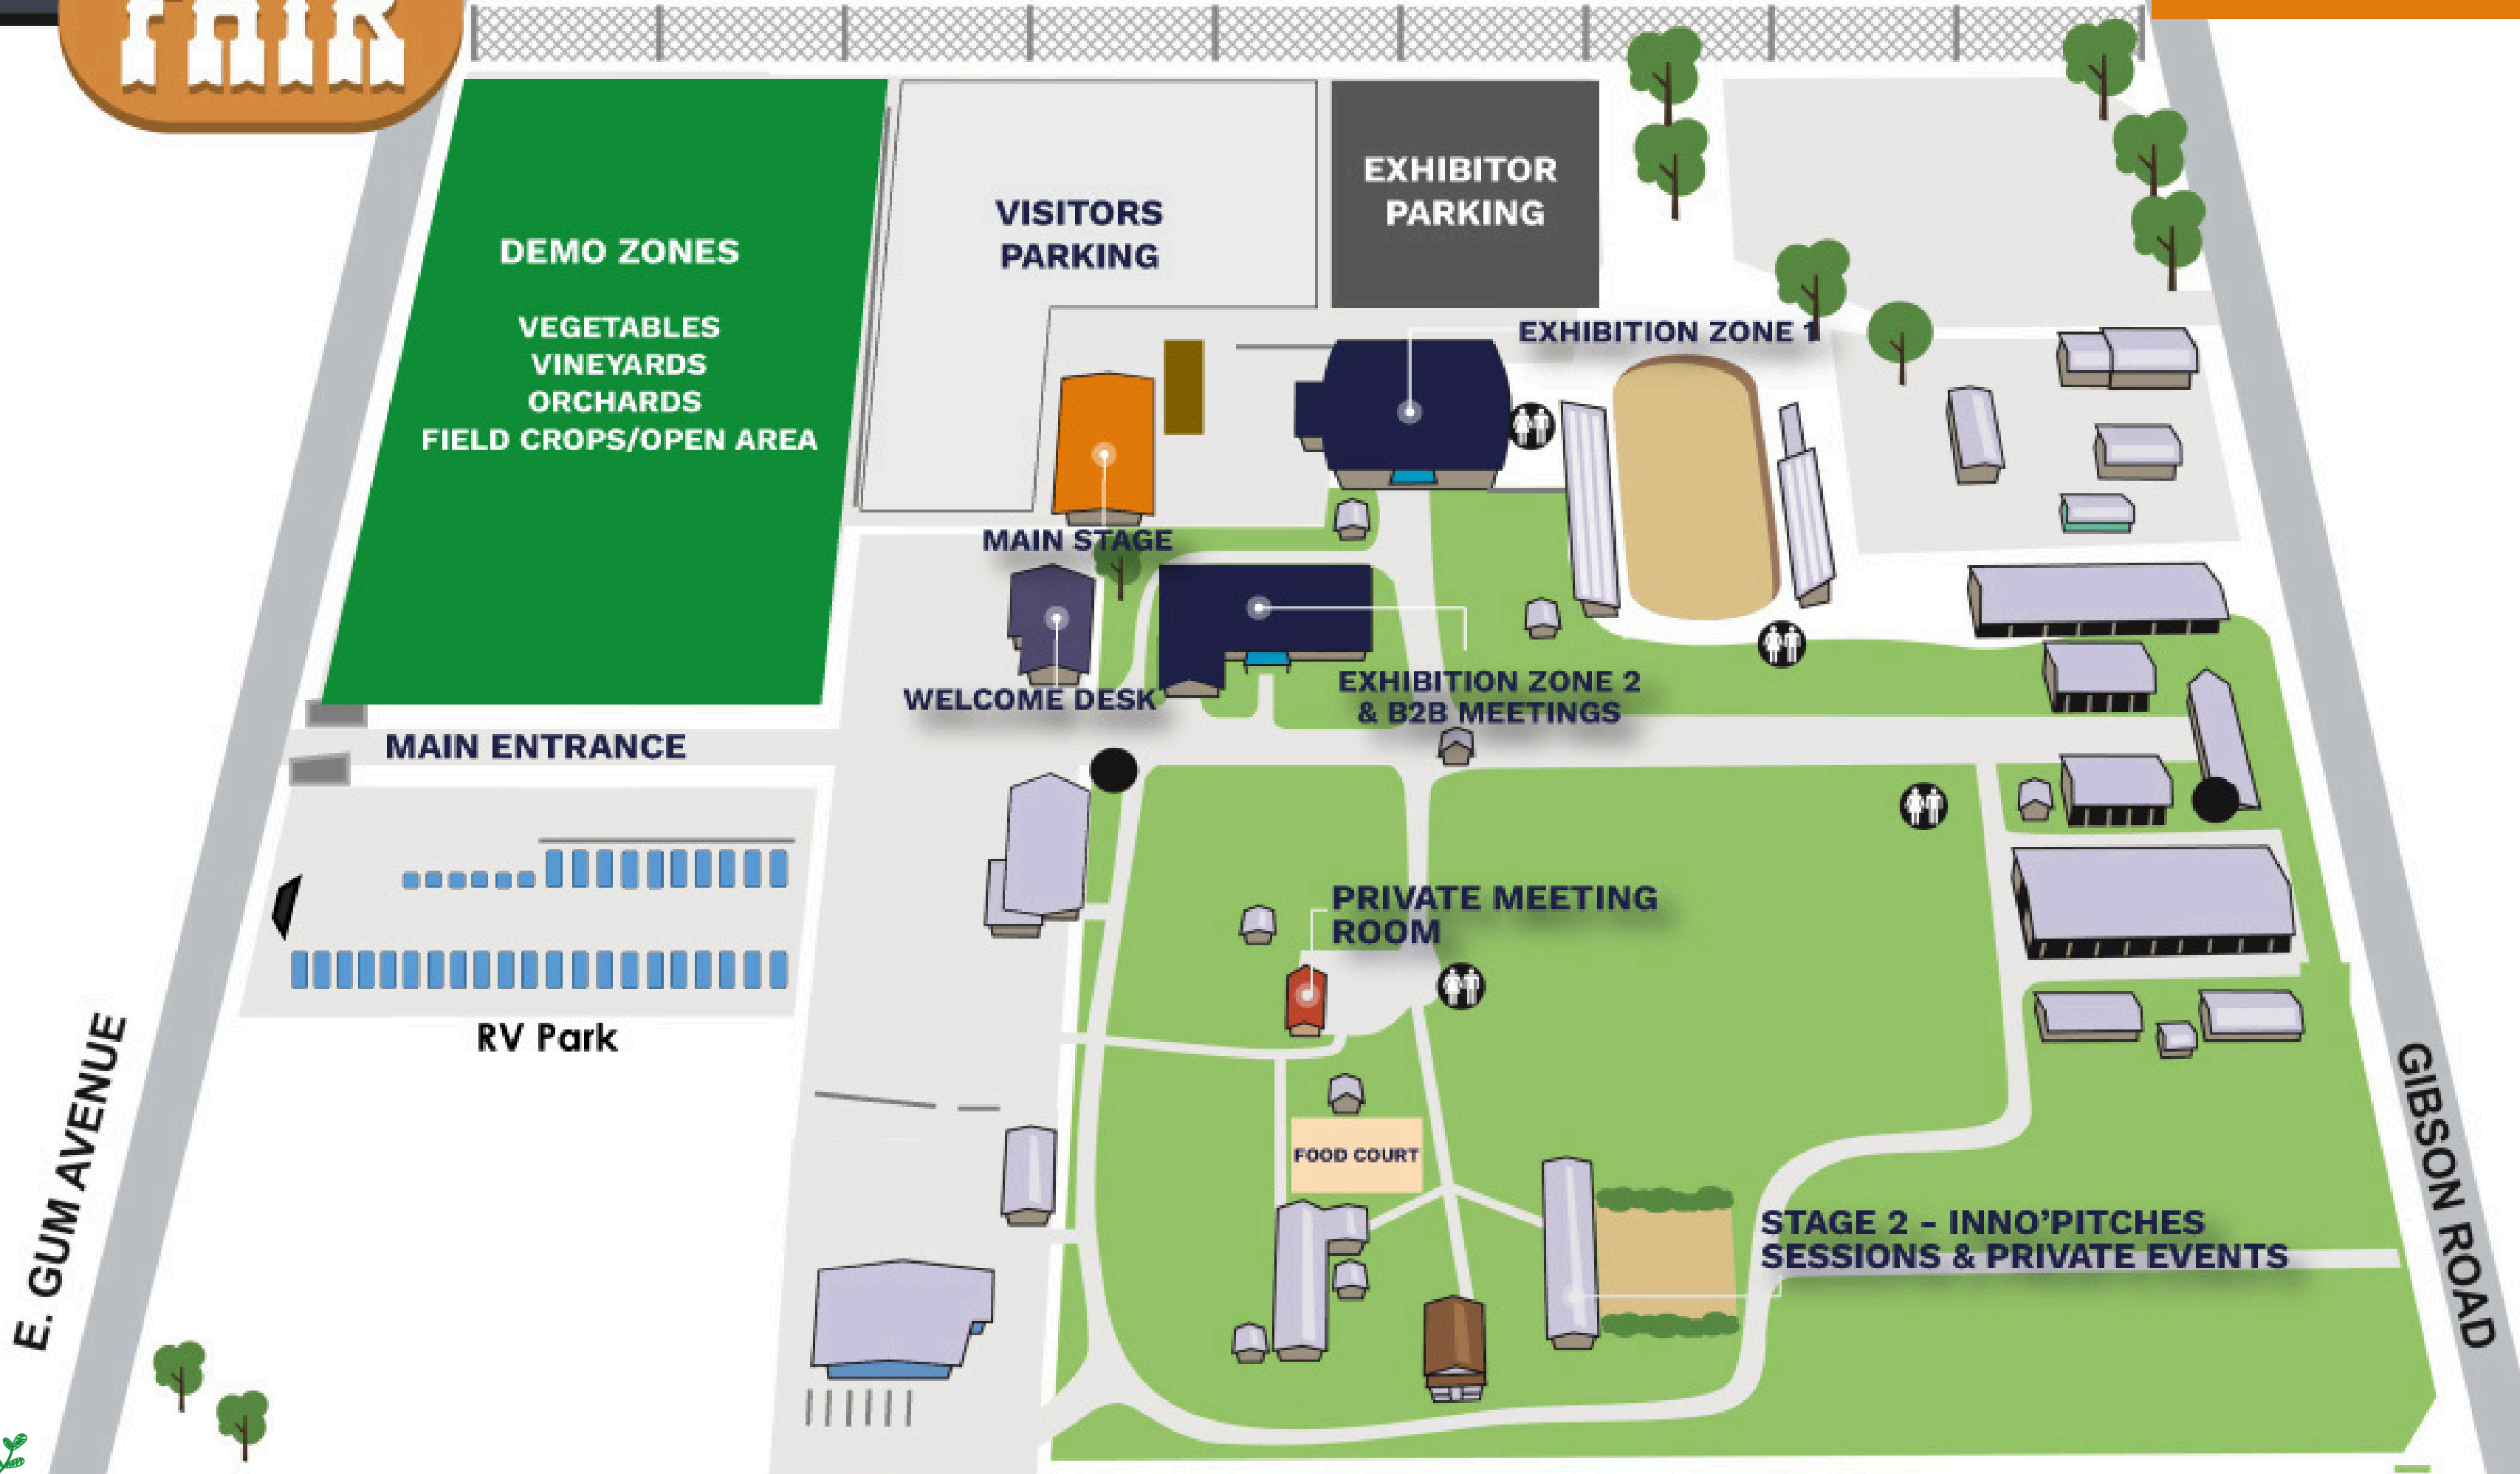 FAIR
DEMO ZONES
VEGETABLES
VINEYARDS
ORCHARDS
FIELD CROPS/OPEN AREA
VISITORS
PARKING
EXHIBITOR
PARKING
EXHIBITION ZONE 1
MAIN STAGE
WELCOME DESK
EXHIBITION ZONE 2
& B2B MEETINGS
MAIN ENTRANCE
PRIVATE MEETING
ROOM
RV Park
E. GUM AVENUE
GIBSON ROAD
FOOD COURT
STAGE 2 - INNO'PITCHES
SESSIONS & PRIVATE EVENTS